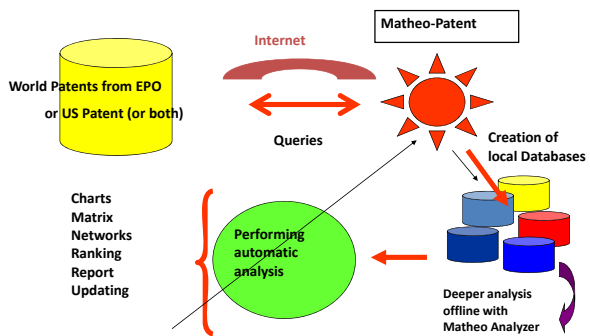 Internet
Matheo-Patent
World Patents from EPO
or US Patent (or both)
Queries
Creation of
local Databases
Charts
Matrix
Networks
Ranking
Report
Updating
Performing
automatic
analysis
Deeper analysis
offline with
Matheo Analyzer